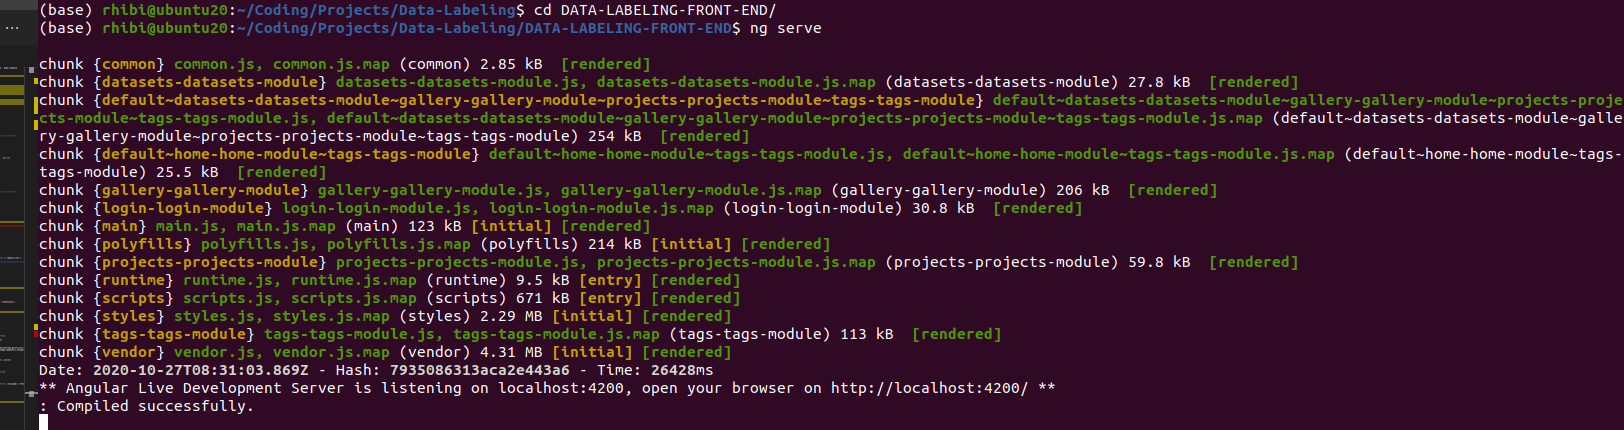 (base) rhibi@ubuntu20:~/Coding/Projects/Data-Labeling$ cd DATA-LABELING-FRONT-END/
(base) rhibi@ubuntu20:~/Coding/Projects/Data-Labeling/DATA-LABELING-FRONT-END$ ng serve
chunk {common} common.js, common.js.map (common) 2.85 kB  [rendered]
chunk {datasets-datasets-module} datasets-datasets-module.js, datasets-datasets-module.js.map (datasets-datasets-module) 27.8 kB  [rendered]
chunk {default~datasets-datasets-module~gallery-gallery-module~projects-projects-module~tags-tags-module} default~datasets-datasets-module~gallery-gallery-module~projects-proje
cts-module~tags-tags-module.js, default~datasets-datasets-module~gallery-gallery-module~projects-projects-module~tags-tags-module.js.map (default~datasets-datasets-module~galle
ry-gallery-module~projects-projects-module~tags-tags-module) 254 kB  [rendered]
chunk {default~home-home-module~tags-tags-module} default~home-home-module~tags-tags-module.js, default~home-home-module~tags-tags-module.js.map (default~home-home-module~tags-
tags-module) 25.5 kB  [rendered]
chunk {gallery-gallery-module} gallery-gallery-module.js, gallery-gallery-module.js.map (gallery-gallery-module) 206 kB  [rendered]
chunk {login-login-module} login-login-module.js, login-login-module.js.map (login-login-module) 30.8 kB  [rendered]
chunk {main} main.js, main.js.map (main) 123 kB [initial] [rendered]
chunk {polyfills} polyfills.js, polyfills.js.map (polyfills) 214 kB [initial] [rendered]
chunk {projects-projects-module} projects-projects-module.js, projects-projects-module.js.map (projects-projects-module) 59.8 kB  [rendered]
chunk {runtime} runtime.js, runtime.js.map (runtime) 9.5 kB [entry] [rendered]
chunk {scripts} scripts.js, scripts.js.map (scripts) 671 kB [entry] [rendered]
chunk {styles} styles.js, styles.js.map (styles) 2.29 MB [initial] [rendered]
chunk {tags-tags-module} tags-tags-module.js, tags-tags-module.js.map (tags-tags-module) 113 kB  [rendered]
chunk {vendor} vendor.js, vendor.js.map (vendor) 4.31 MB [initial] [rendered]
Date: 2020-10-27T08:31:03.869Z - Hash: 7935086313aca2e443a6 - Time: 26428ms
** Angular Live Development Server is listening on localhost:4200, open your browser on http://localhost:4200/ **
: Compiled successfully.